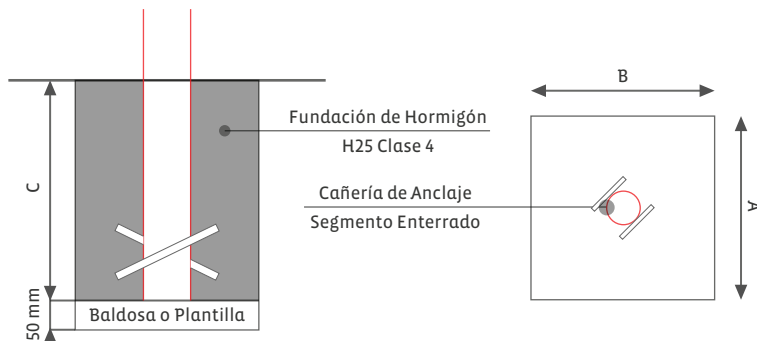 Fundación de Hormigón
H25 Clase 4
Cañería de Anclaje
Segmento Enterrado
C
50 mm
Baldosa o Plantilla
B
A